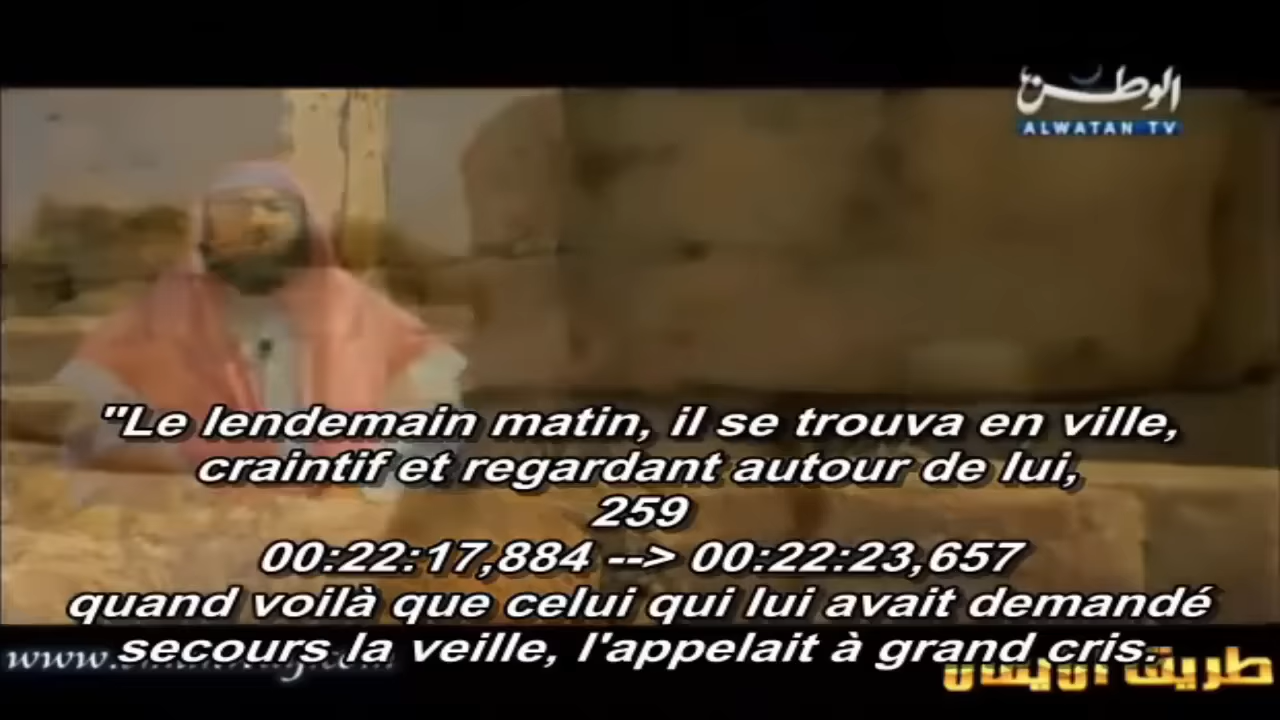 الوطن
ALWATAN TV
"Le lendemain matin, il se trouva en ville,
craintif et regardant autour de lui,
259
00:22:17,884 --> 00:22:23,657
quand voilà que celui qui lui avait demandé
secours la veille, l'appelait à grand cris.
www.
طريق الإيمان